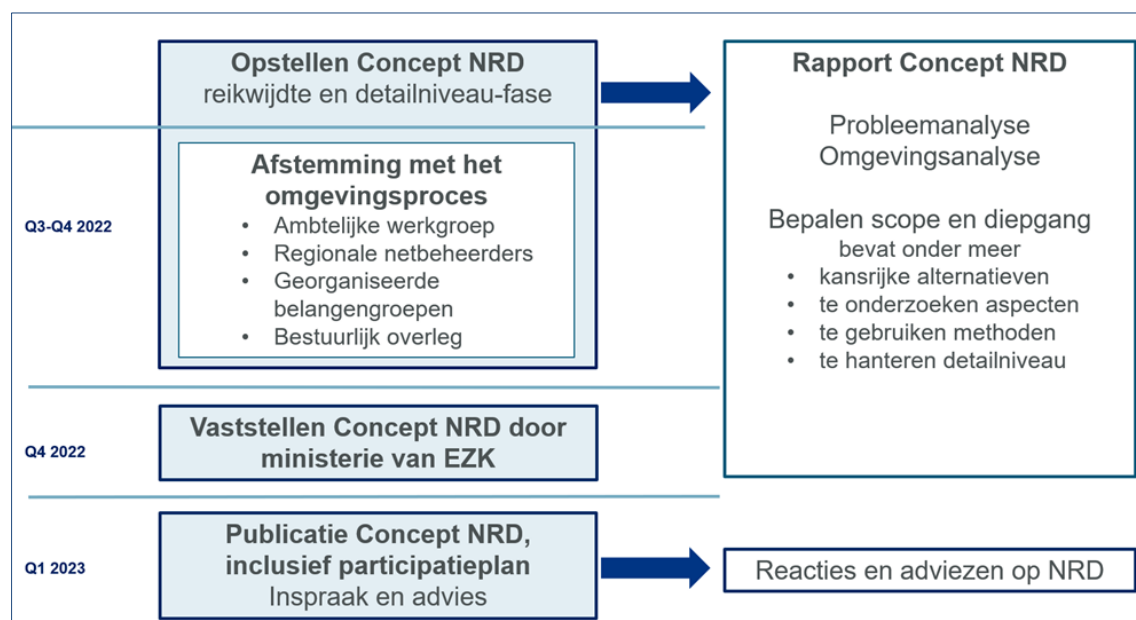 Opstellen Concept NRD
reikwijdte en detailniveau-fase
Rapport Concept NRD
Probleemanalyse
Omgevingsanalyse
Bepalen scope en diepgang
bevat onder meer
• kansrijke alternatieven
• te onderzoeken aspecten
• te gebruiken methoden
• te hanteren detailniveau
Q3-Q4 2022
Afstemming met het
omgevingsproces
• Ambtelijke werkgroep
• Regionale netbeheerders
• Georganiseerde
belangengroepen
• Bestuurlijk overleg
Q4 2022
Vaststellen Concept NRD door
ministerie van EZK
Q1 2023
Publicatie Concept NRD,
inclusief participatieplan
Inspraak en advies
Reacties en adviezen op NRD